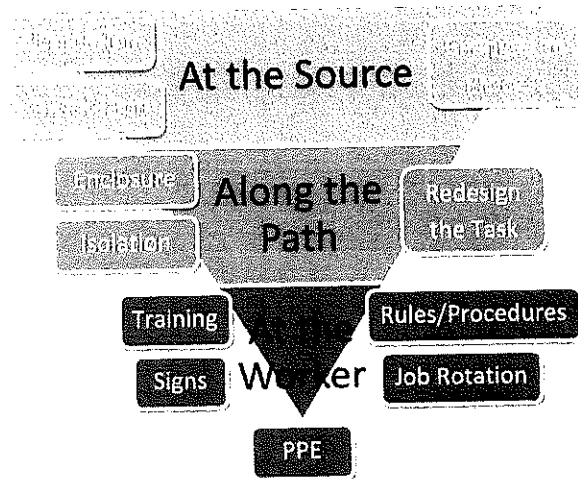 At the Source
Enclosure
Along the
Path
Redesign
the Task
Isolation
Training
At the
Worker
Rules/Procedures
Signs
Job Rotation
PPE